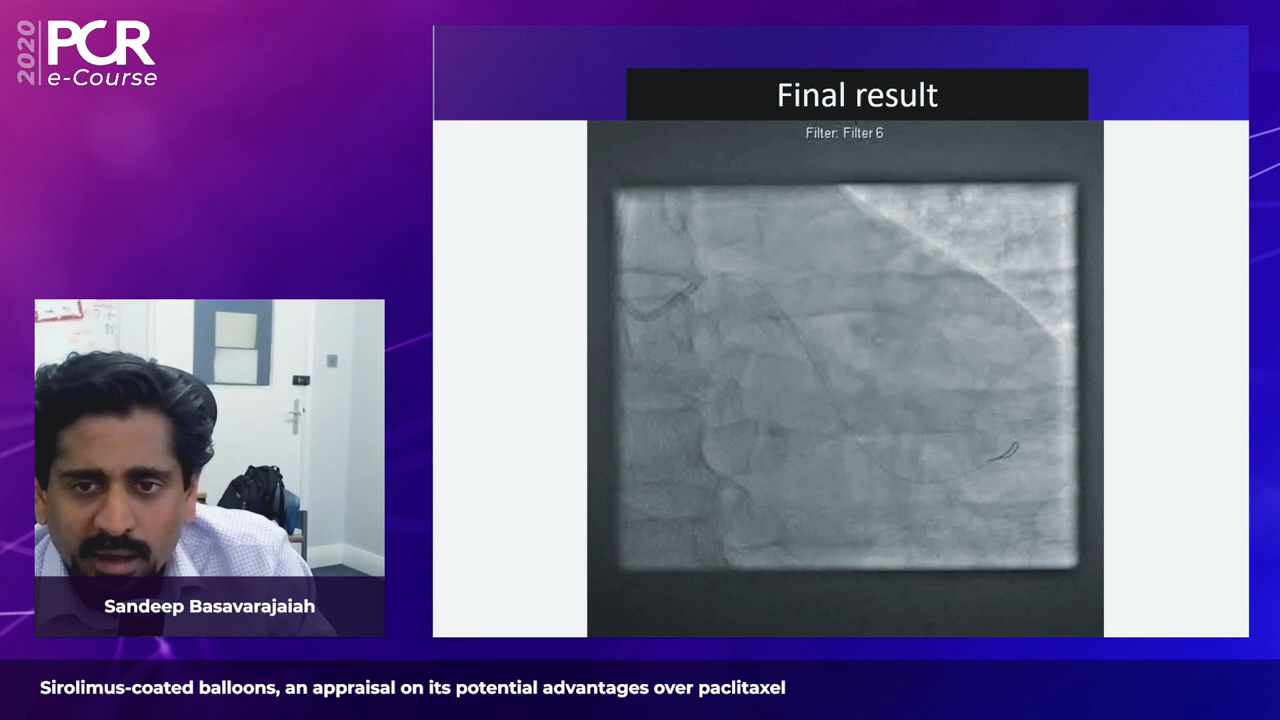 2020
PCR
e-Course
Final result
Filter: Filter 6
Sandeep Basavarajaiah
Sirolimus-coated balloons, an appraisal on its potential advantages over paclitaxel